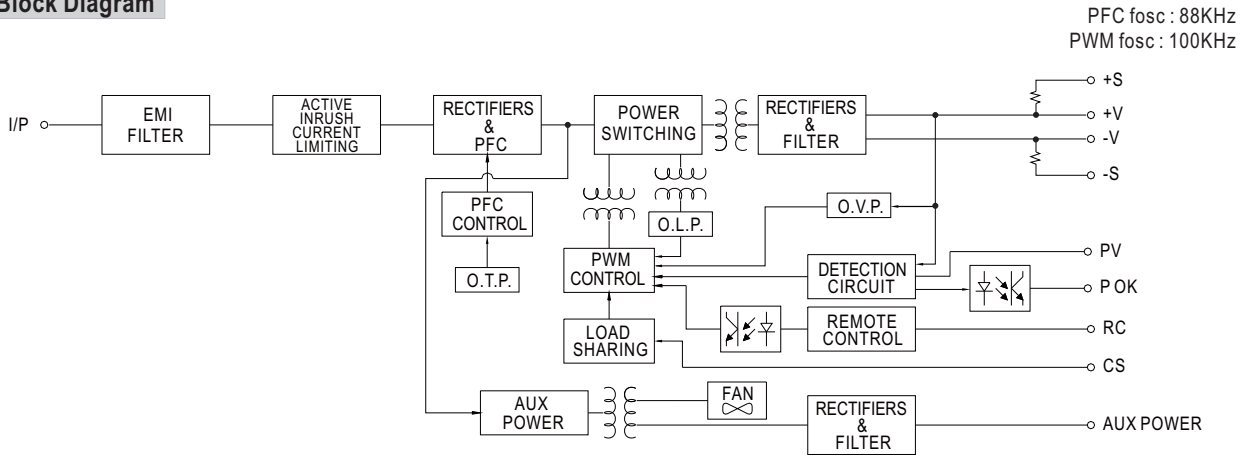 Block Diagram
PFC fosc : 88KHz
PWM fosc : 100KHz
I/P
EMI
FILTER
ACTIVE
INRUSH
CURRENT
LIMITING
RECTIFIERS
&
PFC
POWER
SWITCHING
RECTIFIERS
&
FILTER
+S
+V
-V
-S
PFC
CONTROL
O.L.P.
O.V.P.
O.T.P.
PWM
CONTROL
DETECTION
CIRCUIT
PV
P OK
LOAD
SHARING
REMOTE
CONTROL
RC
CS
AUX
POWER
FAN
RECTIFIERS
&
FILTER
AUX POWER